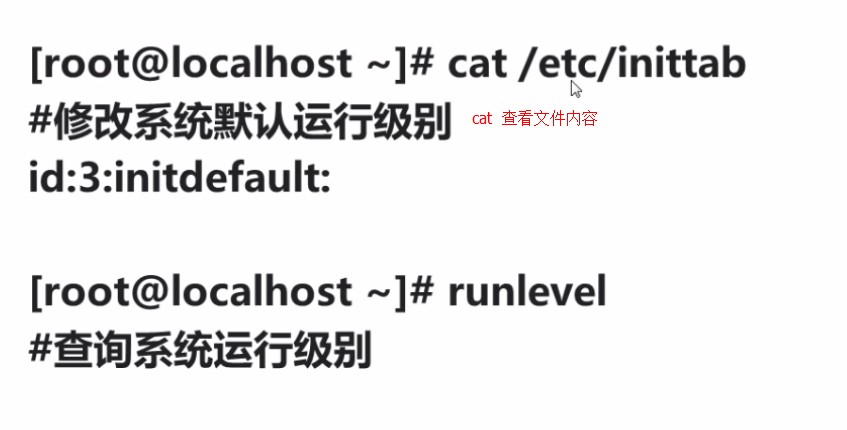 [root@localhost ~]# cat /etc/inittab
#修改系统默认运行级别
cat 查看文件内容
id:3:initdefault:
[root@localhost ~]# runlevel
#查询系统运行级别